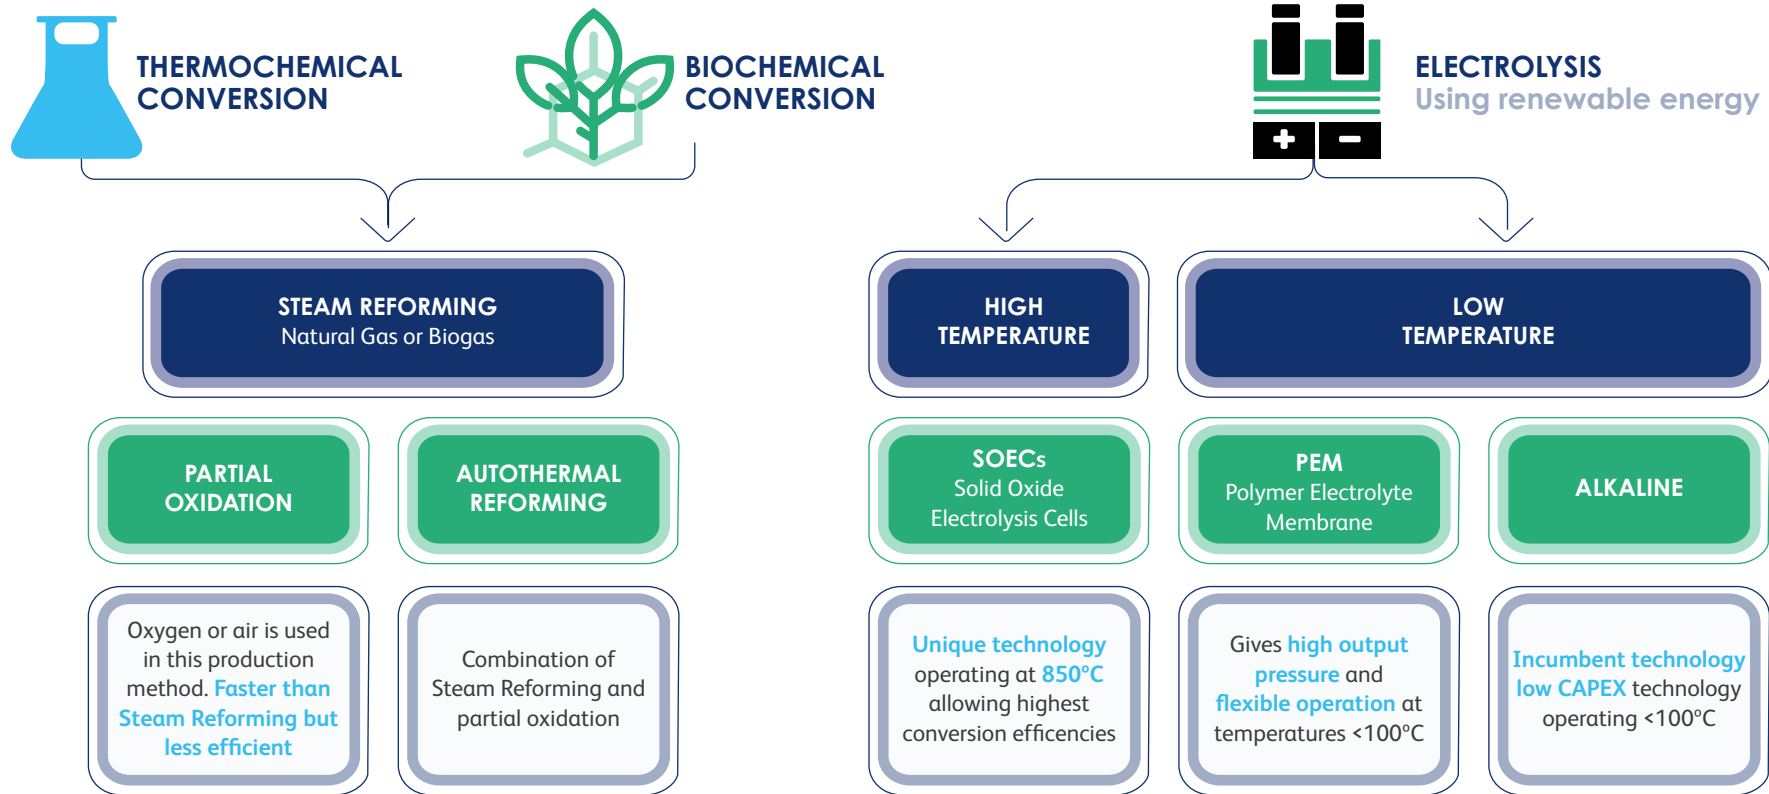 THERMOCHEMICAL
CONVERSION
BIOCHEMICAL
CONVERSION
ELECTROLYSIS
Using renewable energy
STEAM REFORMING
Natural Gas or Biogas
HIGH
TEMPERATURE
LOW
TEMPERATURE
PARTIAL
OXIDATION
AUTOTHERMAL
REFORMING
SOECs
Solid Oxide
Electrolysis Cells
PEM
Polymer Electrolyte
Membrane
ALKALINE
Oxygen or air is used
in this production
method. Faster than
Steam Reforming but
less efficient
Combination of
Steam Reforming and
partial oxidation
Unique technology
operating at 850°C
allowing highest
conversion efficencies
Gives high output
pressure and
flexible operation at
temperatures <100°C
Incumbent technology
low CAPEX technology
operating <100°C